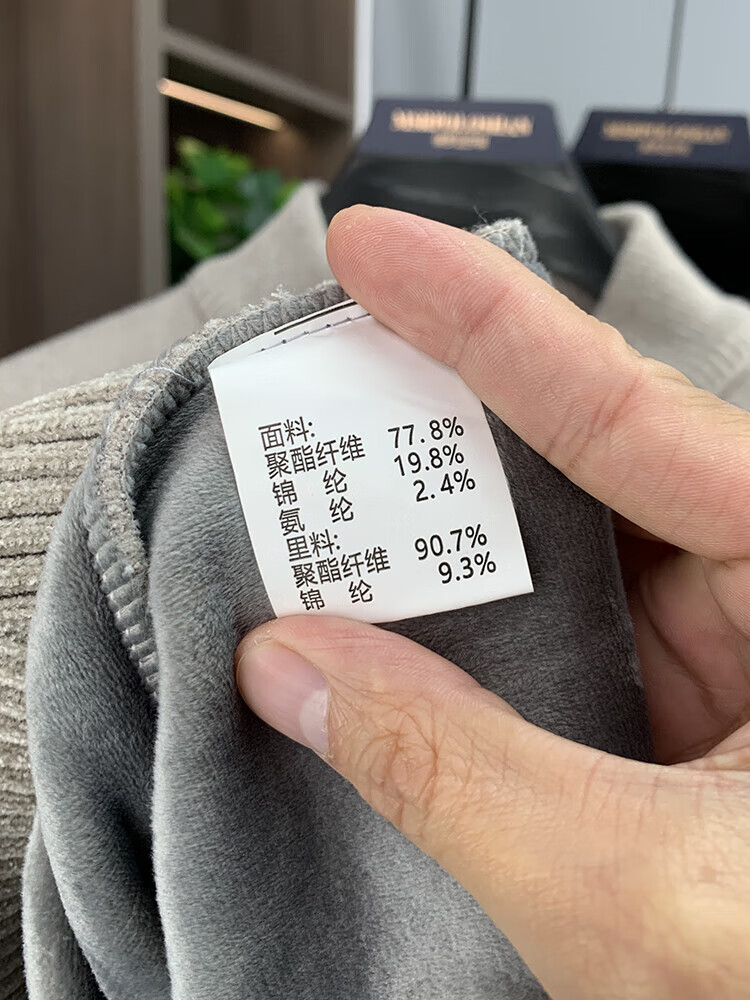 面料:
聚酯纤维 77.8%
锦 纶 19.8%
氨 纶 2.4%
里料:
聚酯纤维 90.7%
锦 纶 9.3%